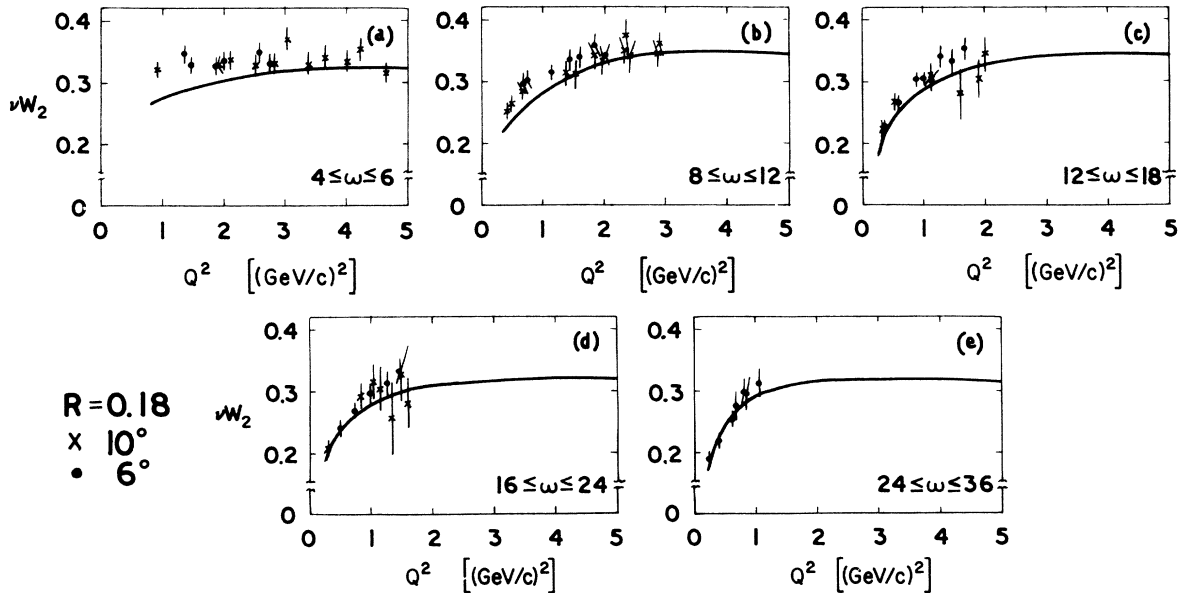 0.4
0.3
0.2
0
νW₂
(a)
4 ≤ ω ≤ 6
0 1 2 3 4 5
Q² [(GeV/c)²]
0.4
0.3
0.2
0
(b)
8 ≤ ω ≤ 12
0 1 2 3 4 5
Q² [(GeV/c)²]
0.4
0.3
0.2
0
(c)
12 ≤ ω ≤ 18
0 1 2 3 4 5
Q² [(GeV/c)²]
R = 0.18
x 10°
• 6°
0.4
0.3
0.2
0
νW₂
(d)
16 ≤ ω ≤ 24
0 1 2 3 4 5
Q² [(GeV/c)²]
0.4
0.3
0.2
0
(e)
24 ≤ ω ≤ 36
0 1 2 3 4 5
Q² [(GeV/c)²]